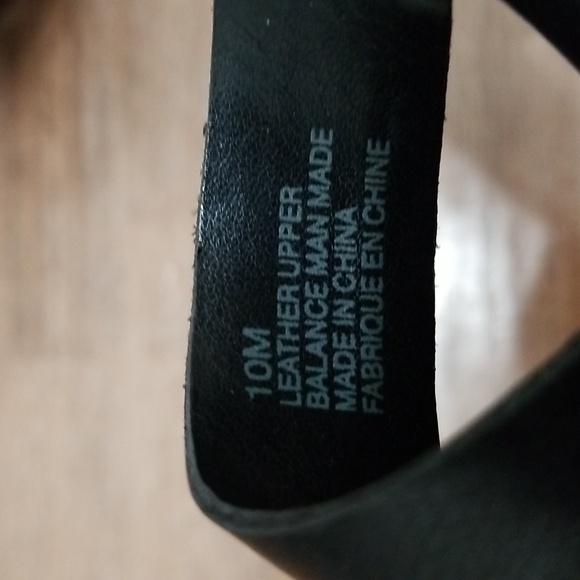 10M
LEATHER UPPER
BALANCE MAN MADE
MADE IN CHINA
FABRIQUE EN CHINE